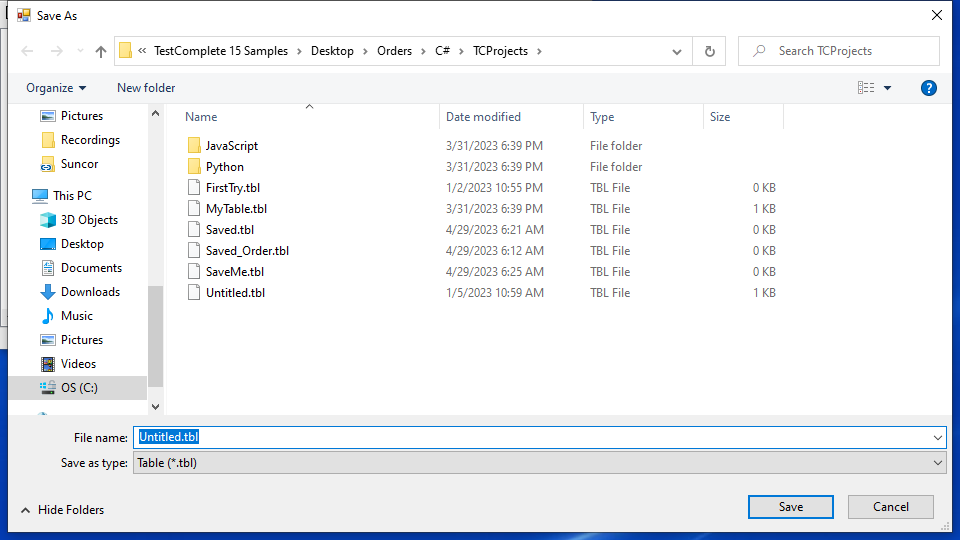 Save As
« TestComplete 15 Samples > Desktop > Orders > C# > TCProjects >
Search TCProjects
Organize
New folder
Pictures
Recordings
Suncor
This PC
3D Objects
Desktop
Documents
Downloads
Music
Pictures
Videos
OS (C:)
Name Date modified Type Size
JavaScript 3/31/2023 6:39 PM File folder
Python 3/31/2023 6:39 PM File folder
FirstTry.tbl 1/2/2023 10:55 PM TBL File 0 KB
MyTable.tbl 3/31/2023 6:39 PM TBL File 1 KB
Saved.tbl 4/29/2023 6:21 AM TBL File 0 KB
Saved_Order.tbl 4/29/2023 6:12 AM TBL File 0 KB
SaveMe.tbl 4/29/2023 6:25 AM TBL File 0 KB
Untitled.tbl 1/5/2023 10:59 AM TBL File 1 KB
File name: Untitled.tbl
Save as type: Table (*.tbl)
Hide Folders
Save
Cancel